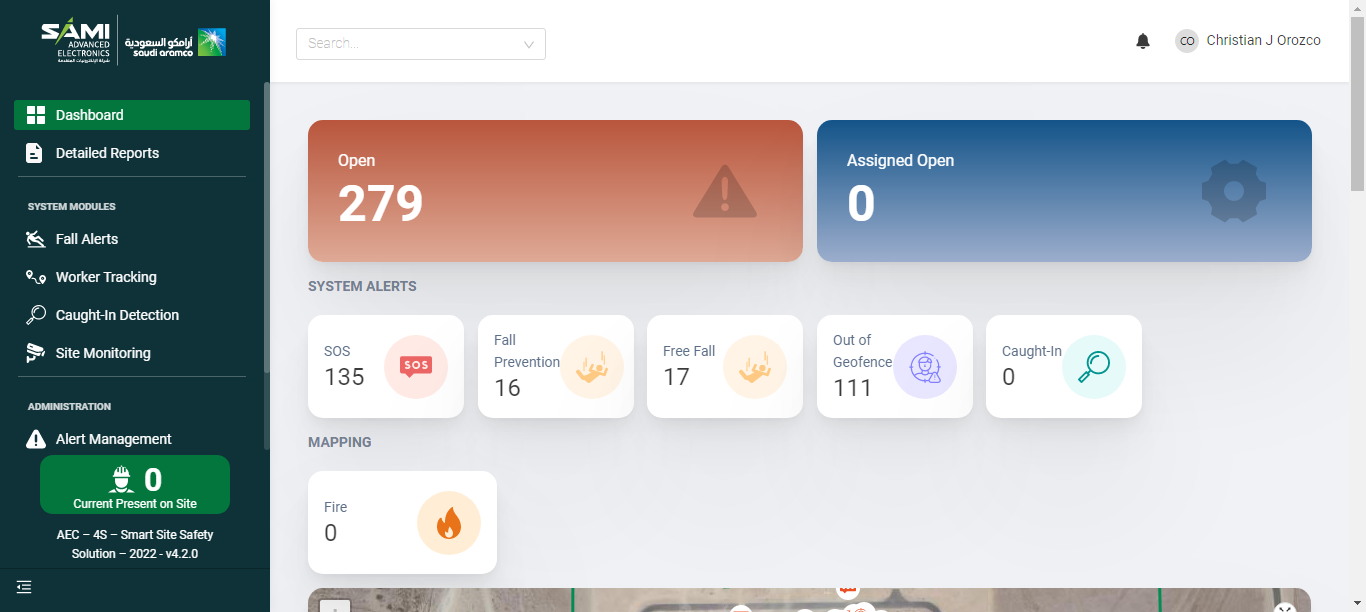 SÄMI
ADVANCED
ELECTRONICS
شركة الإلكترونيات المتقدمة
أرامكو السعودية
saudi aramco
Search...
CO
Christian J Orozco
Dashboard
Detailed Reports
SYSTEM MODULES
Fall Alerts
Worker Tracking
Caught-In Detection
Site Monitoring
ADMINISTRATION
Alert Management
0
Current Present on Site
AEC – 4S – Smart Site Safety
Solution – 2022 - v4.2.0
Open
279
Assigned Open
0
SYSTEM ALERTS
SOS
135
SOS
Fall
Prevention
16
Free Fall
17
Out of
Geofence
111
Caught-In
0
MAPPING
Fire
0